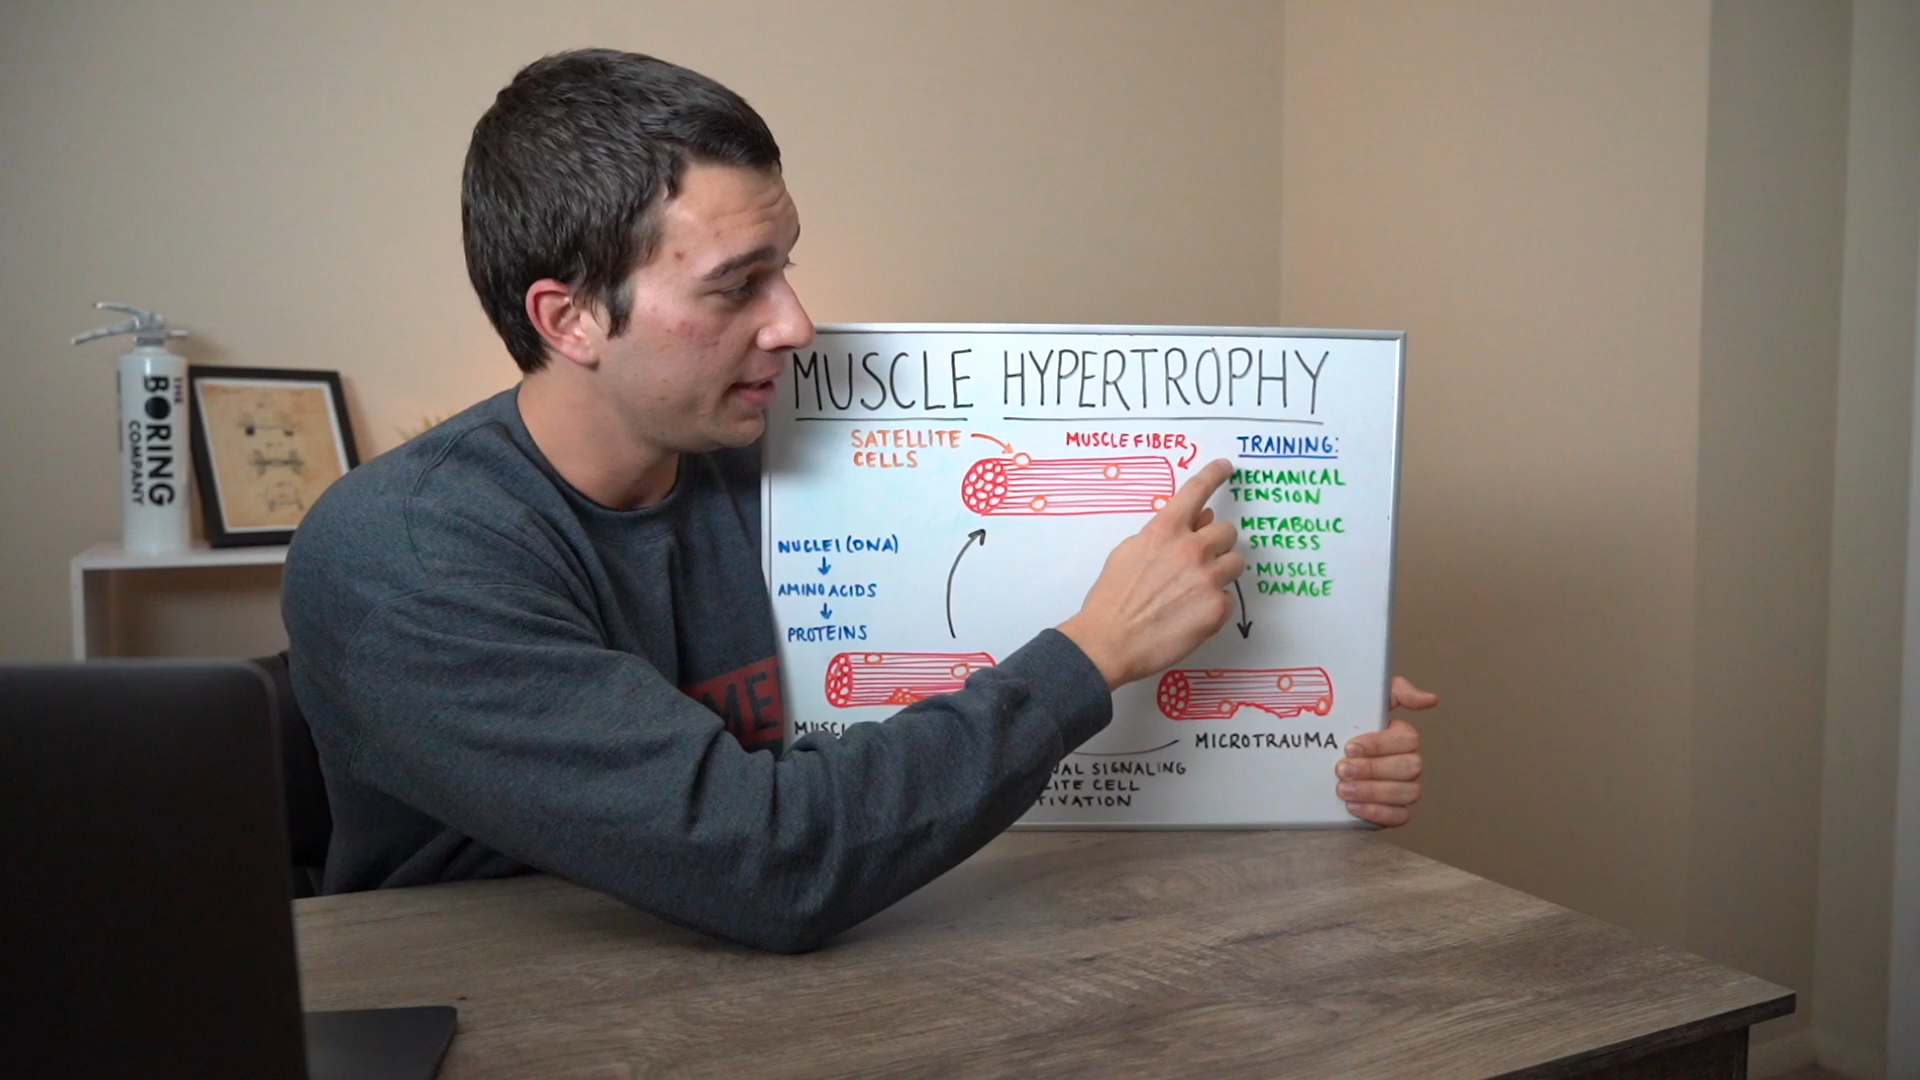 MUSCLE HYPERTROPHY
SATELLITE
CELLS
MUSCLE FIBER
TRAINING:
MECHANICAL
TENSION
METABOLIC
STRESS
• MUSCLE
DAMAGE
NUCLEI (DNA)
AMINO ACIDS
PROTEINS
MICROTRAUMA
SIGNALING
CELL
THE
BORING
COMPANY
ME